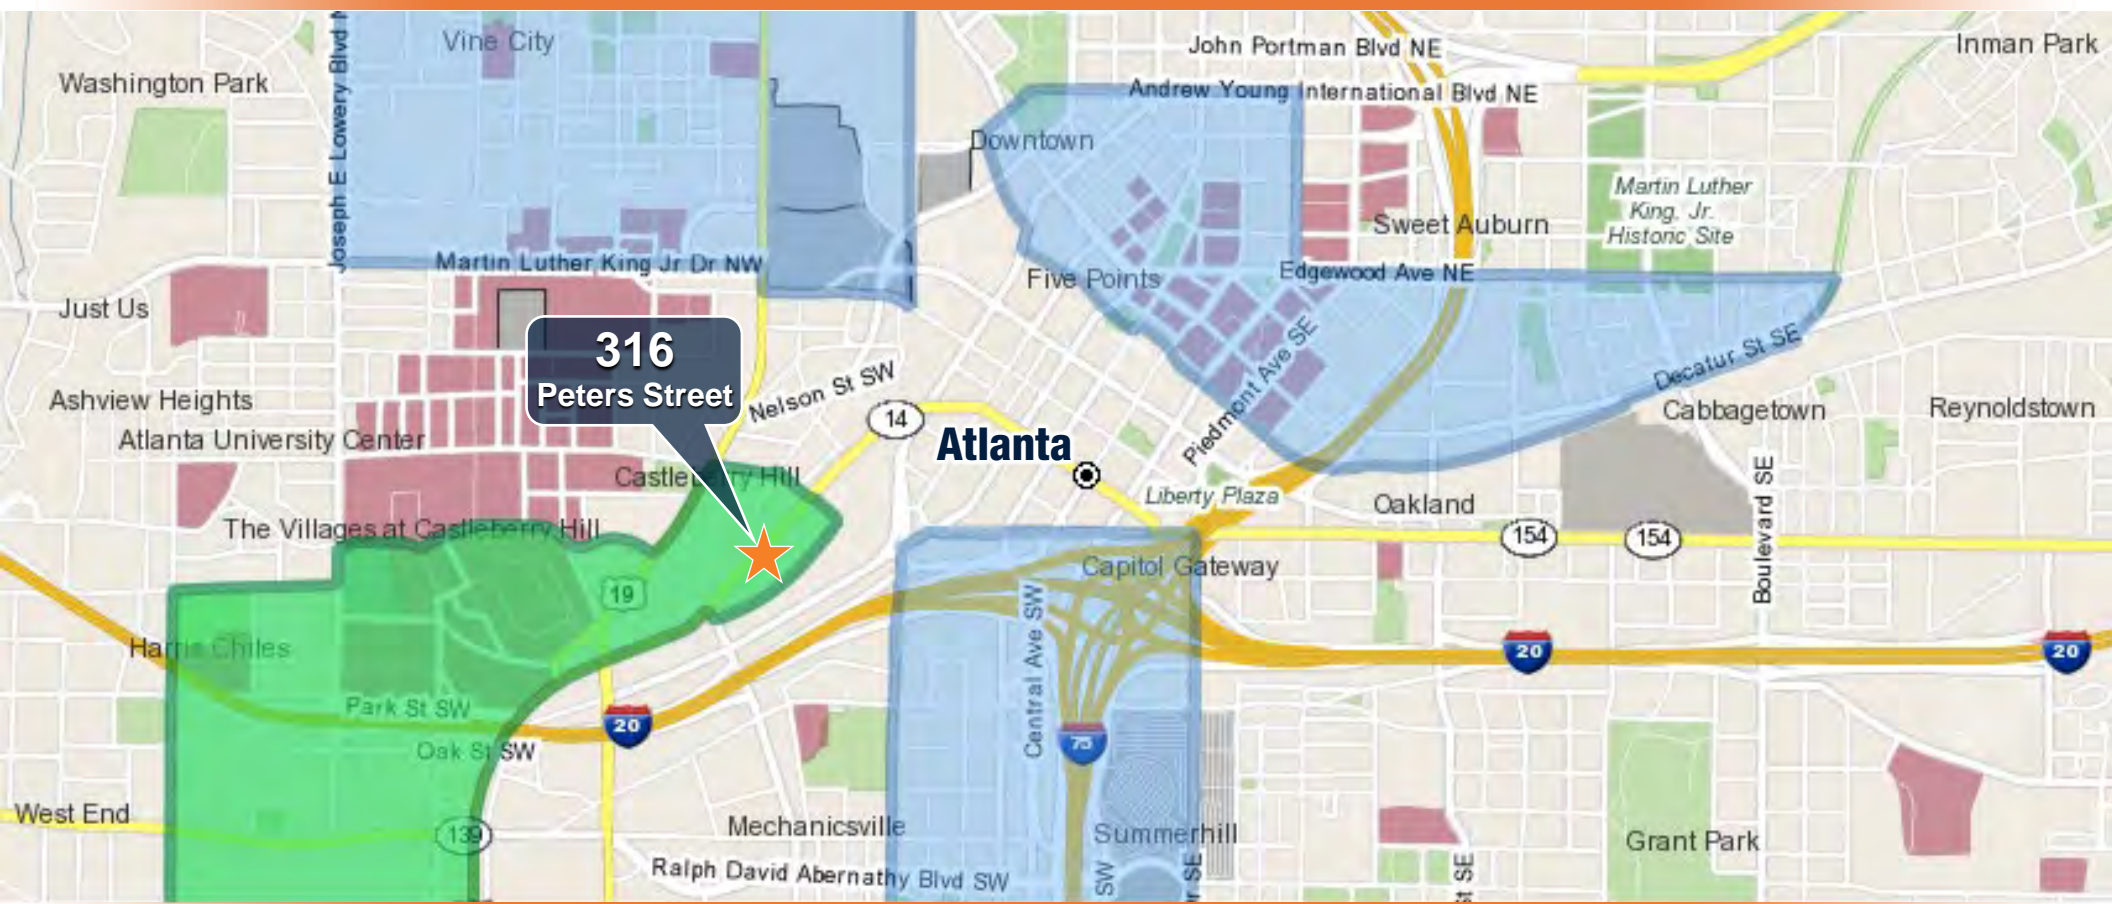 Joseph E Lowery Blvd N
Vine City
John Portman Blvd NE
Inman Park
Washington Park
Andrew Young International Blvd NE
Downtown
Martin Luther
King, Jr.
Historic Site
Sweet Auburn
Martin Luther King Jr Dr NW
Five Points
Edgewood Ave NE
Just Us
316
Peters Street
Piedmont Ave SE
Decatur St SE
Nelson St SW
Ashview Heights
14
Cabbagetown
Reynoldstown
Atlanta University Center
Atlanta
Castleberry Hill
Liberty Plaza
Oakland
Boulevard SE
The Villages at Castleberry Hill
154
154
Capitol Gateway
19
Central Ave SW
Harris Chiles
20
20
Park St SW
20
75
Oak St SW
West End
139
Mechanicsville
Summerhill
Grant Park
Ralph David Abernathy Blvd SW
SW
SE
SE